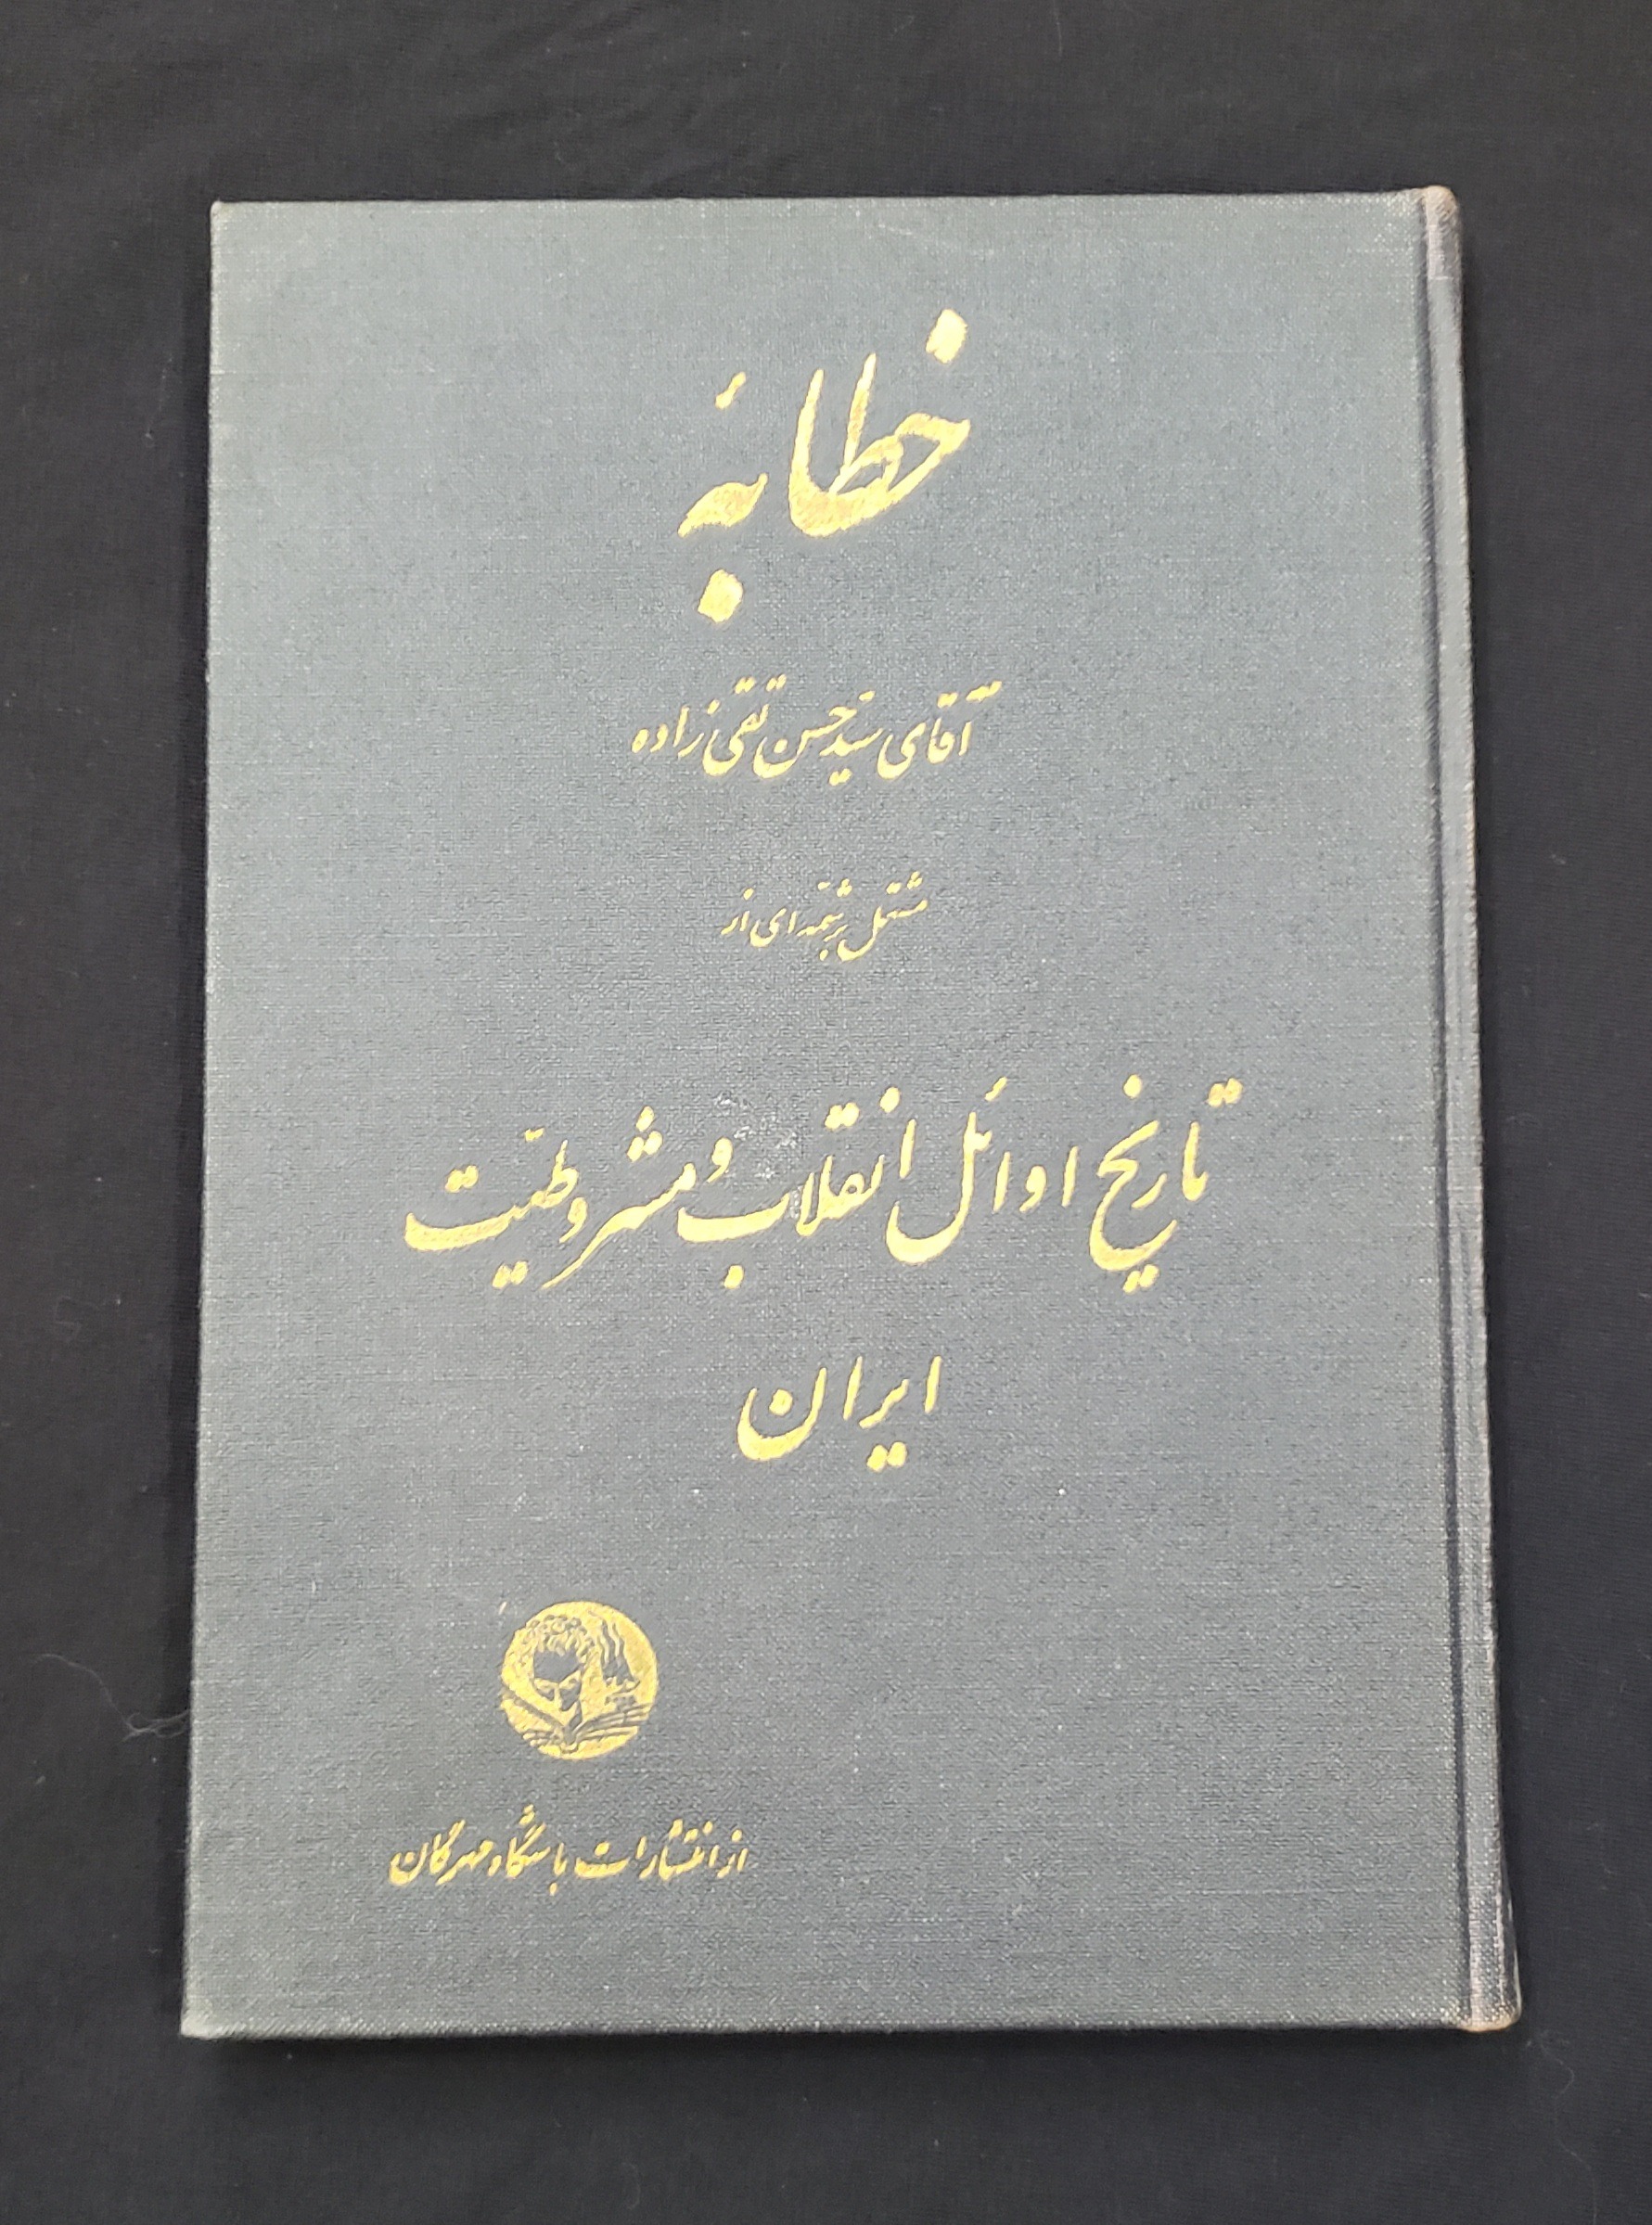 خطابهٔ
آقای سید حسن تقی زاده
مشتمل بر شمه ای از
تاریخ اوائل انقلاب و مشروطیت
ایران
از انتشارات باشگاه مهرگان